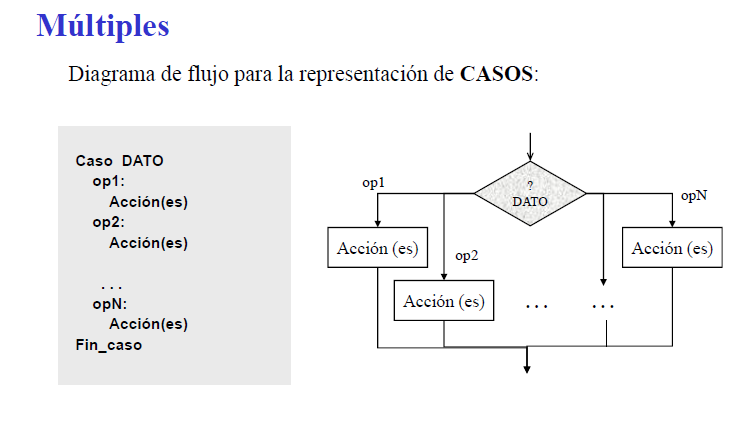 Múltiples
Diagrama de flujo para la representación de CASOS:
Caso DATO
op1:
Acción(es)
op2:
Acción(es)
...
opN:
Acción(es)
Fin_caso
?
DATO
op1
opN
Acción (es)
op2
Acción (es)
Acción (es)
...
...